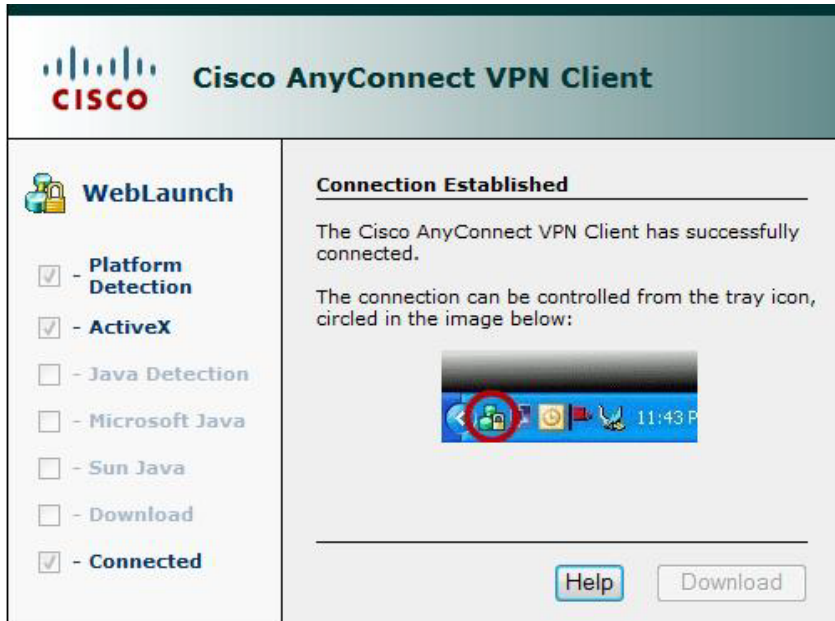 CISCO
Cisco AnyConnect VPN Client
WebLaunch
- Platform
Detection
- ActiveX
- Java Detection
- Microsoft Java
- Sun Java
- Download
- Connected
Connection Established
The Cisco AnyConnect VPN Client has successfully
connected.
The connection can be controlled from the tray icon,
circled in the image below:
11:43 P
Help
Download